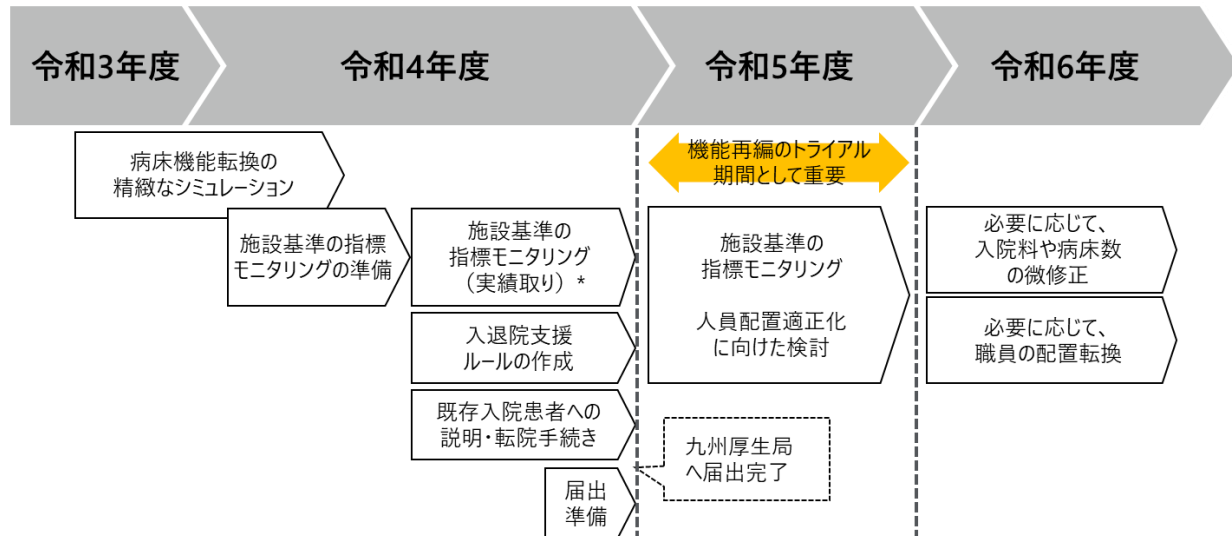 令和3年度
令和4年度
令和5年度
令和6年度
病床機能転換の
精緻なシミュレーション
機能再編のトライアル
期間として重要
施設基準の指標
モニタリングの準備
施設基準の
指標モニタリング
（実績取り）*
施設基準の
指標モニタリング
人員配置適正化
に向けた検討
必要に応じて、
入院料や病床数
の微修正
入退院支援
ルールの作成
必要に応じて、
職員の配置転換
既存入院患者への
説明・転院手続き
九州厚生局
へ届出完了
届出
準備